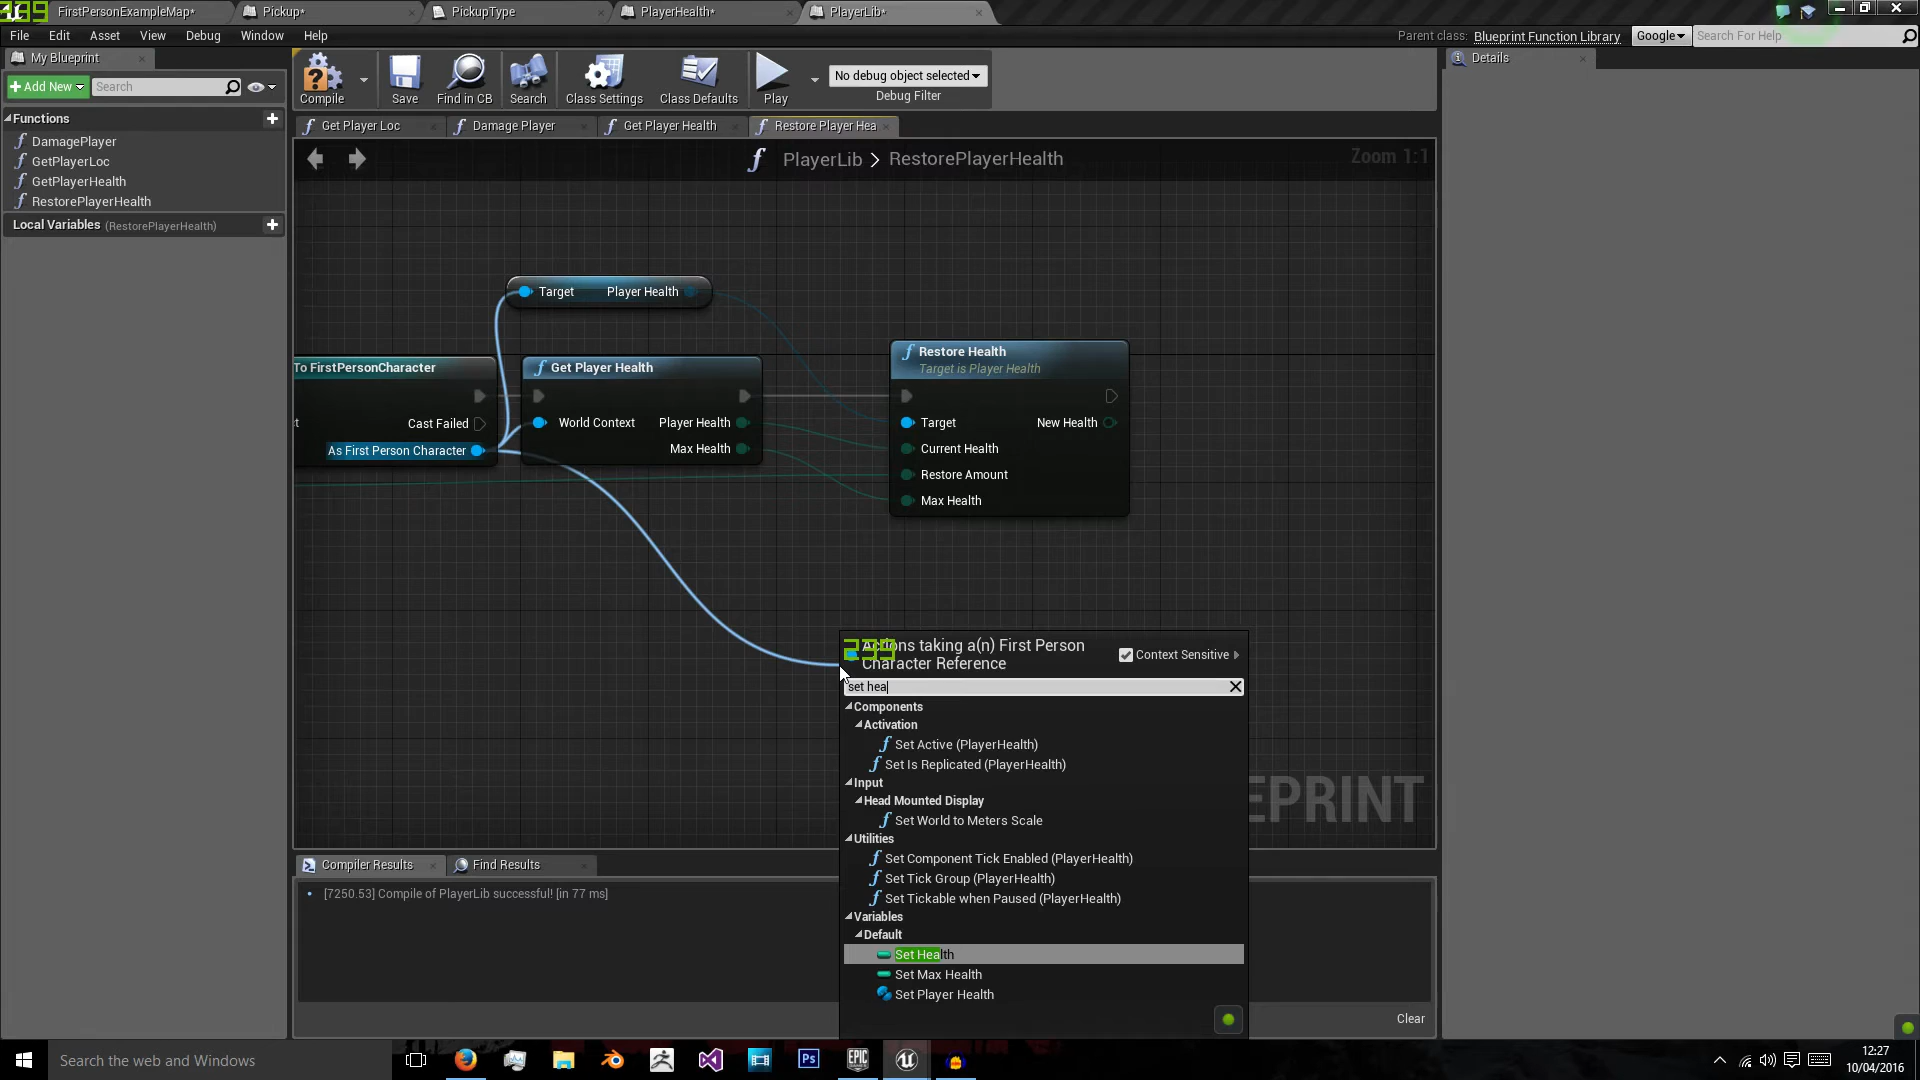 FirstPersonExampleMap*
Pickup*
PickupType
PlayerHealth*
PlayerLib*
File Edit Asset View Debug Window Help
Parent class: Blueprint Function Library
Google
Search For Help
My Blueprint
Details
Add New
Search
Compile
Save
Find in CB
Search
Class Settings
Class Defaults
Play
No debug object selected
Debug Filter
Functions
DamagePlayer
GetPlayerLoc
GetPlayerHealth
RestorePlayerHealth
Local Variables (RestorePlayerHealth)
Get Player Loc
Damage Player
Get Player Health
Restore Player Hea
PlayerLib > RestorePlayerHealth
Zoom 1:1
Target Player Health
To FirstPersonCharacter
ct
Cast Failed
As First Person Character
Get Player Health
World Context Player Health
Max Health
Restore Health
Target is Player Health
Target New Health
Current Health
Restore Amount
Max Health
239
ons taking a(n) First Person
Character Reference
Context Sensitive
set hea
Components
Activation
Set Active (PlayerHealth)
Set Is Replicated (PlayerHealth)
Input
Head Mounted Display
Set World to Meters Scale
Utilities
Set Component Tick Enabled (PlayerHealth)
Set Tick Group (PlayerHealth)
Set Tickable when Paused (PlayerHealth)
Variables
Default
Set Health
Set Max Health
Set Player Health
EPRINT
Compiler Results
Find Results
[7250.53] Compile of PlayerLib successful! [in 77 ms]
Clear
Search the web and Windows
Ps
EPIC
12:27
10/04/2016